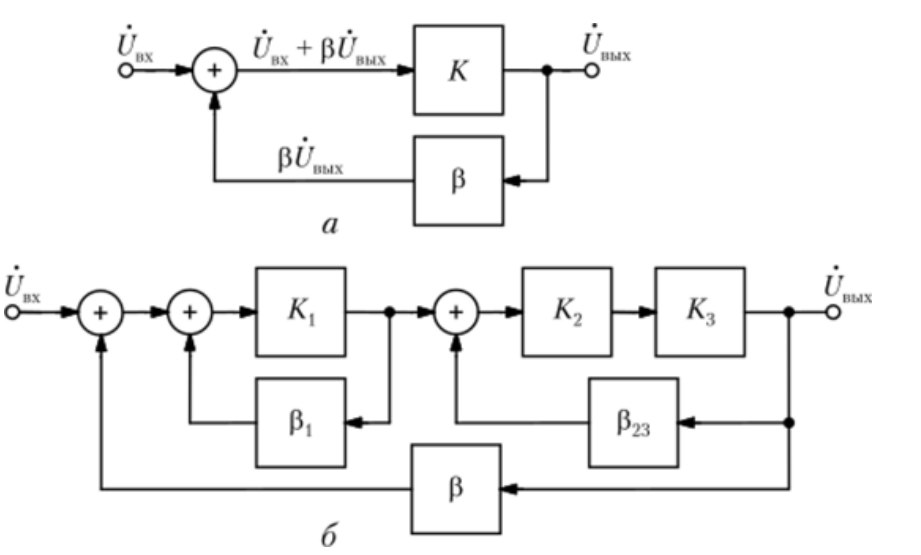 U̇вх
+
U̇вх + βU̇вых
K
U̇вых
βU̇вых
β
а
U̇вх
+
+
K₁
+
K₂
K₃
U̇вых
β₁
β₂₃
β
б